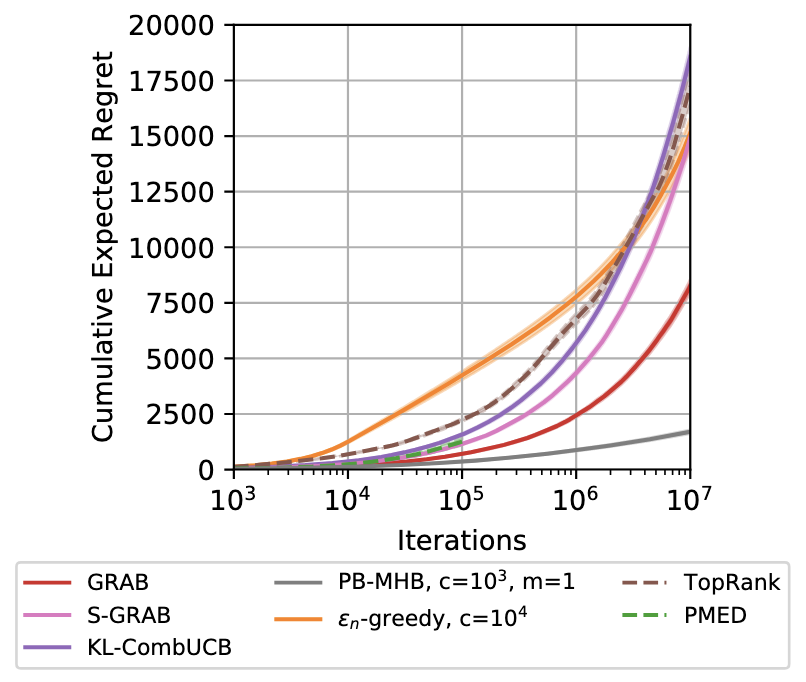 20000
17500
15000
12500
10000
7500
5000
2500
0
Cumulative Expected Regret
10³ 10⁴ 10⁵ 10⁶ 10⁷
Iterations
GRAB
S-GRAB
KL-CombUCB
PB-MHB, c=10³, m=1
εₙ-greedy, c=10⁴
TopRank
PMED